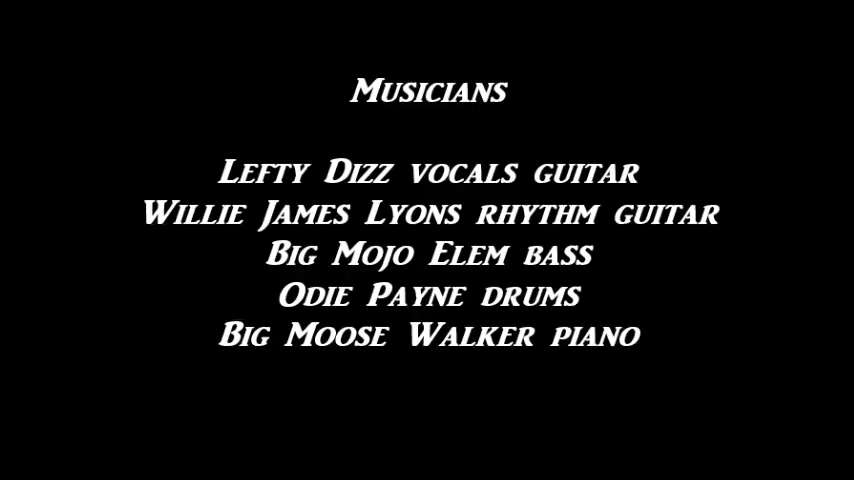 Musicians
Lefty Dizz vocals guitar
Willie James Lyons rhythm guitar
Big Mojo Elem bass
Odie Payne drums
Big Moose Walker piano